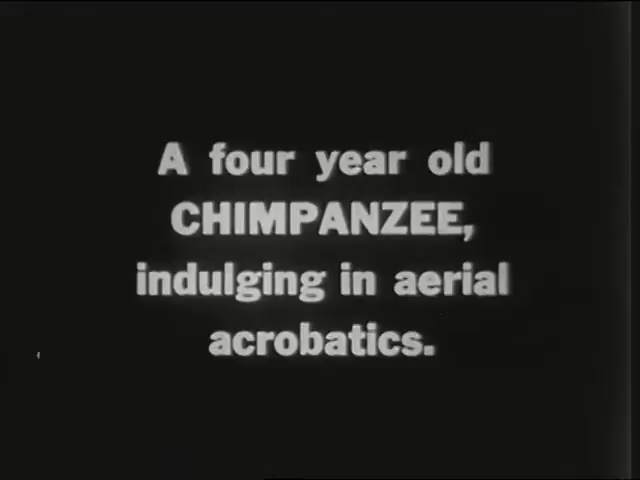 A four year old
CHIMPANZEE,
indulging in aerial
acrobatics.